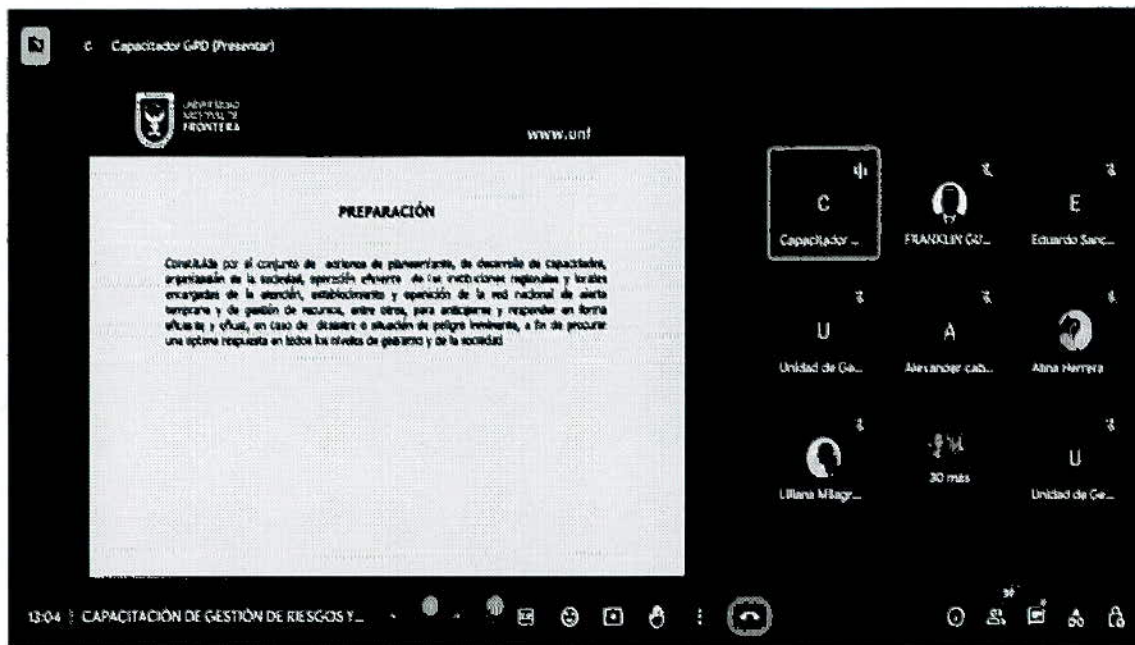 C Capacitador GRD (Presentar)
UNIVERSIDAD
NACIONAL DE
FRONTERA
www.unf
PREPARACIÓN
Constituida por el conjunto de acciones de planeamiento, de desarrollo de capacidades,
organización de la sociedad, operación eficiente de las instituciones regionales y locales
encargadas de la atención, establecimiento y operación de la red nacional de alerta
temprana y de gestión de recursos, entre otros, para anticiparse y responder en forma
eficiente y eficaz, en caso de desastre o situación de peligro inminente, a fin de procurar
una óptima respuesta en todos los niveles de gobierno y de la sociedad
C
Capacitador ...
FRANKLIN ...
E
Eduardo Sanc...
U
Unidad de Ge...
A
Alexander cab...
Alina Herrera
Liliana Milagr...
30 más
U
Unidad de Ge...
13:04 | CAPACITACIÓN DE GESTIÓN DE RIESGOS Y...